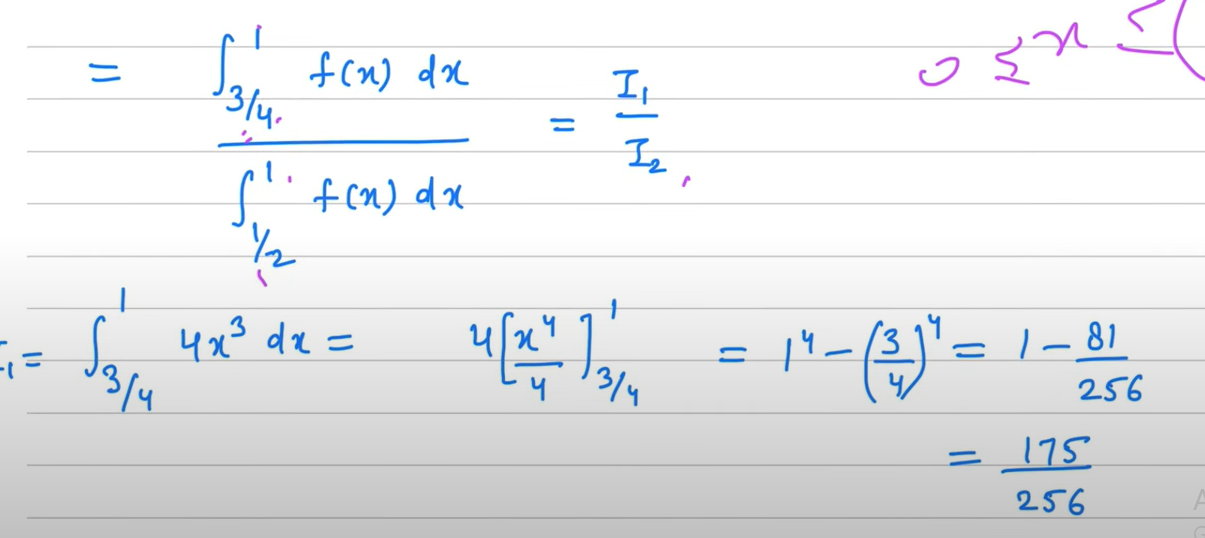 = ∫_{3/4}^{1} f(x) dx / ∫_{1/2}^{1} f(x) dx = I₁ / I₂
0 ≤ x ≤
₁ = ∫_{3/4}^{1} 4x³ dx = 4[x⁴/4]_{3/4}^{1} = 1⁴ − (3/4)⁴ = 1 − 81/256
= 175/256